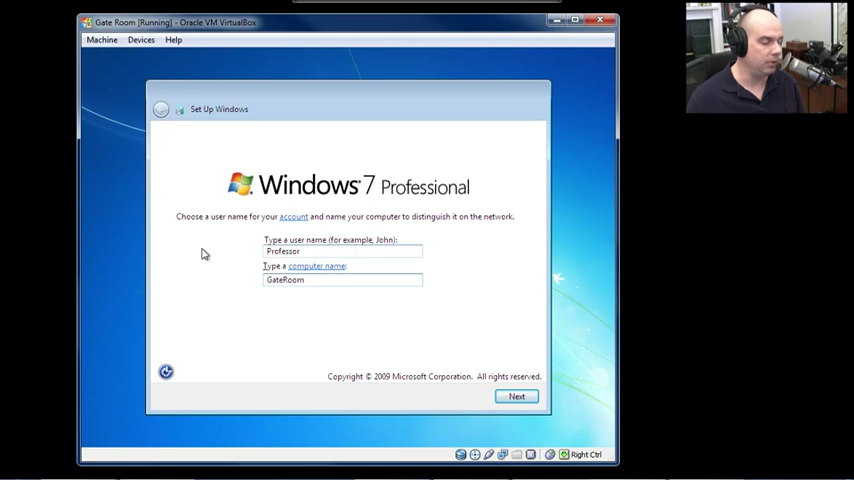 Gate Room [Running] - Oracle VM VirtualBox
Machine Devices Help
Set Up Windows
Windows 7 Professional
Choose a user name for your account and name your computer to distinguish it on the network.
Type a user name (for example, John):
Professor
Type a computer name:
GateRoom
Copyright © 2009 Microsoft Corporation. All rights reserved.
Next
Right Ctrl